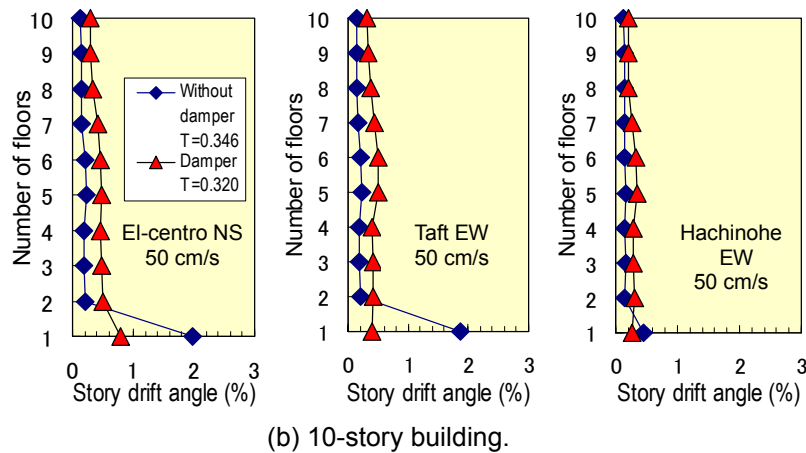 10
9
8
7
6
5
4
3
2
1
Number of floors
Without
damper
T=0.346
Damper
T=0.320
El-centro NS
50 cm/s
0 1 2 3
Story drift angle (%)
10
9
8
7
6
5
4
3
2
1
Number of floors
Taft EW
50 cm/s
0 1 2 3
Story drift angle (%)
10
9
8
7
6
5
4
3
2
1
Number of floors
Hachinohe
EW
50 cm/s
0 1 2 3
Story drift angle (%)
(b) 10-story building.